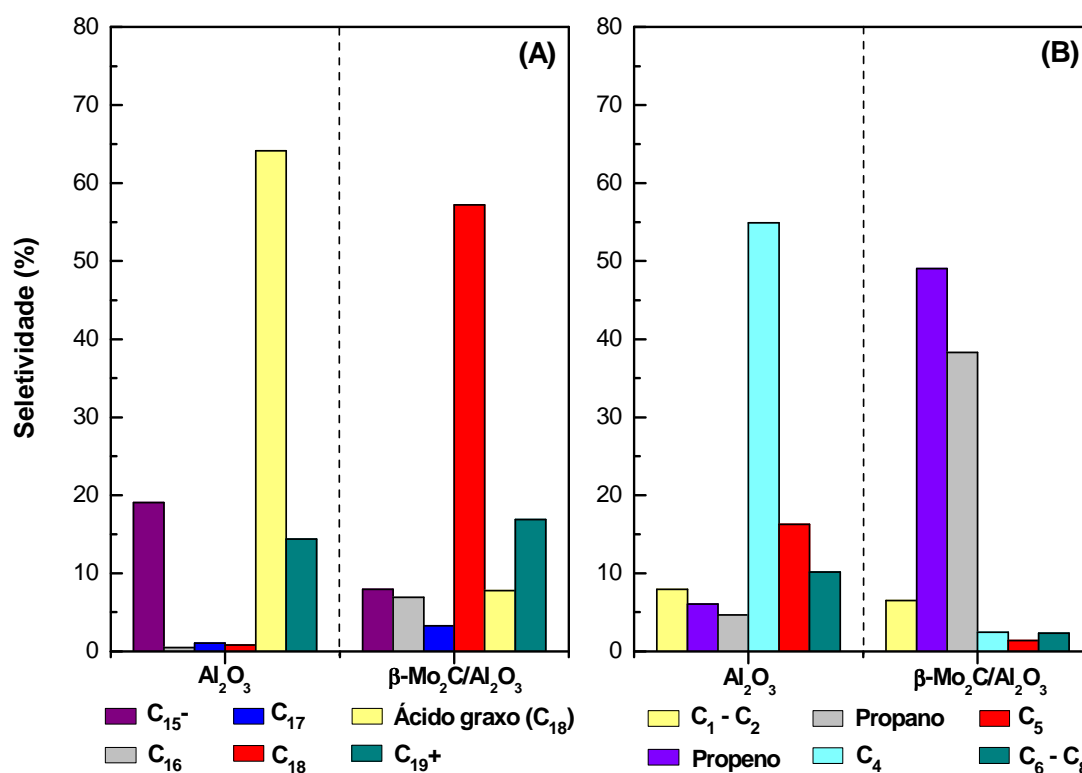 Seletividade (%)
80
70
60
50
40
30
20
10
0
(A)
Al₂O₃
β-Mo₂C/Al₂O₃
C₁₅-
C₁₇
Ácido graxo (C₁₈)
C₁₆
C₁₈
C₁₉+
80
70
60
50
40
30
20
10
0
(B)
Al₂O₃
β-Mo₂C/Al₂O₃
C₁ - C₂
Propano
C₅
Propeno
C₄
C₆ - C₈